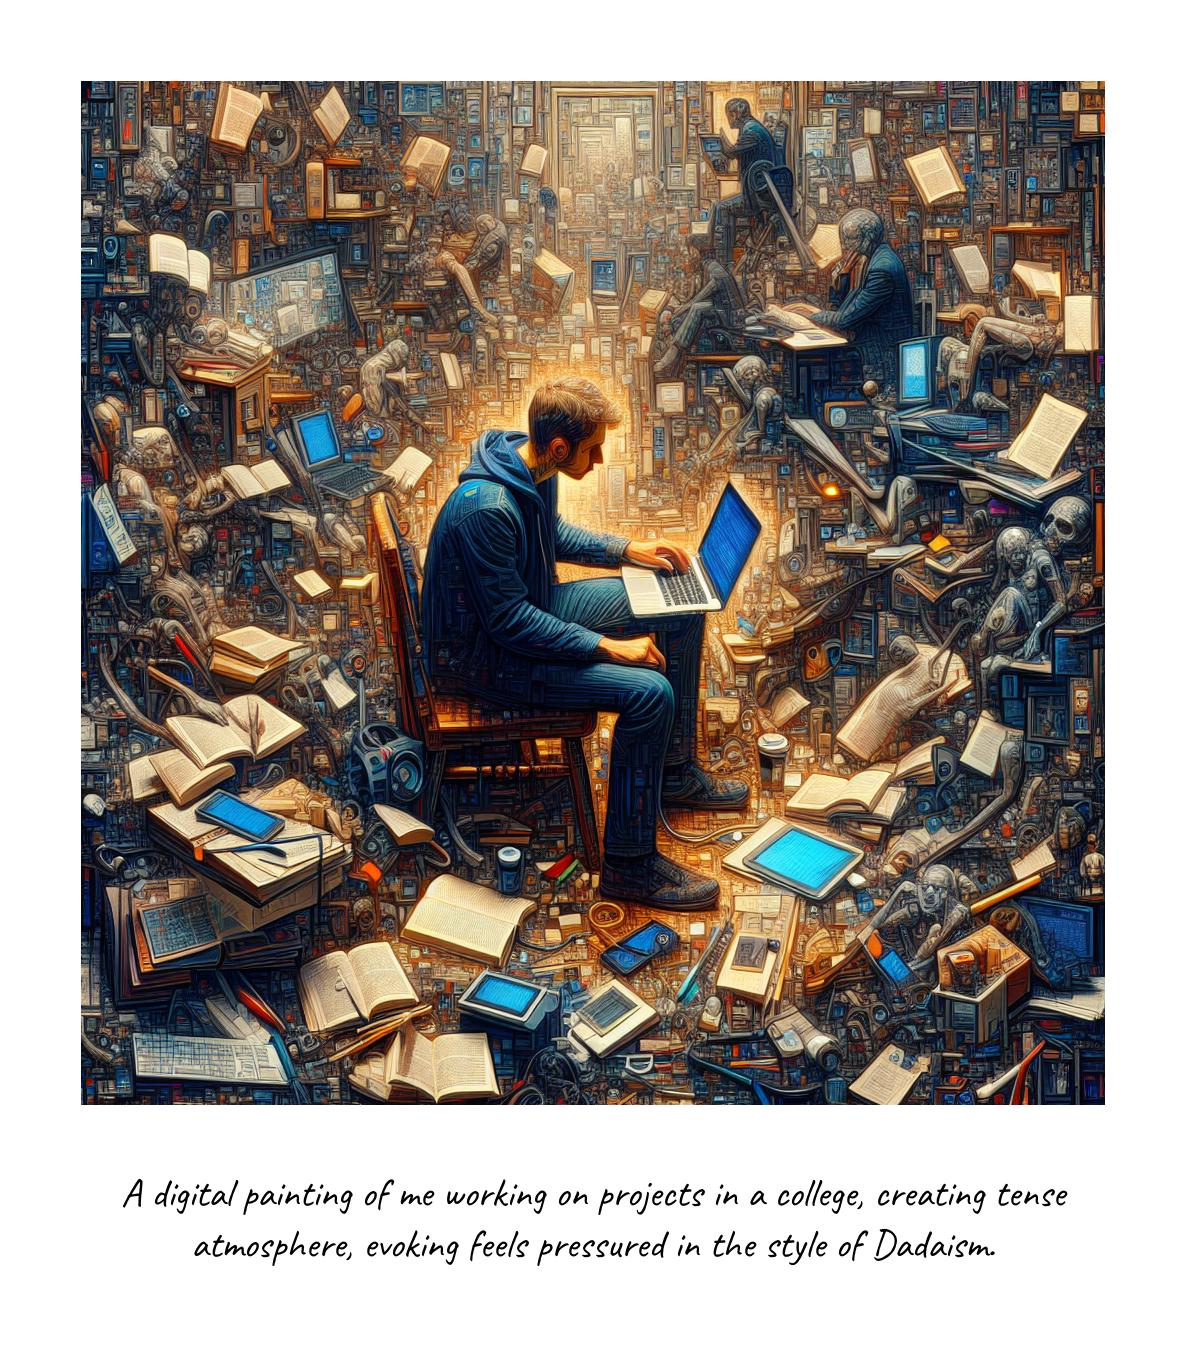 A digital painting of me working on projects in a college, creating tense
atmosphere, evoking feels pressured in the style of Dadaism.